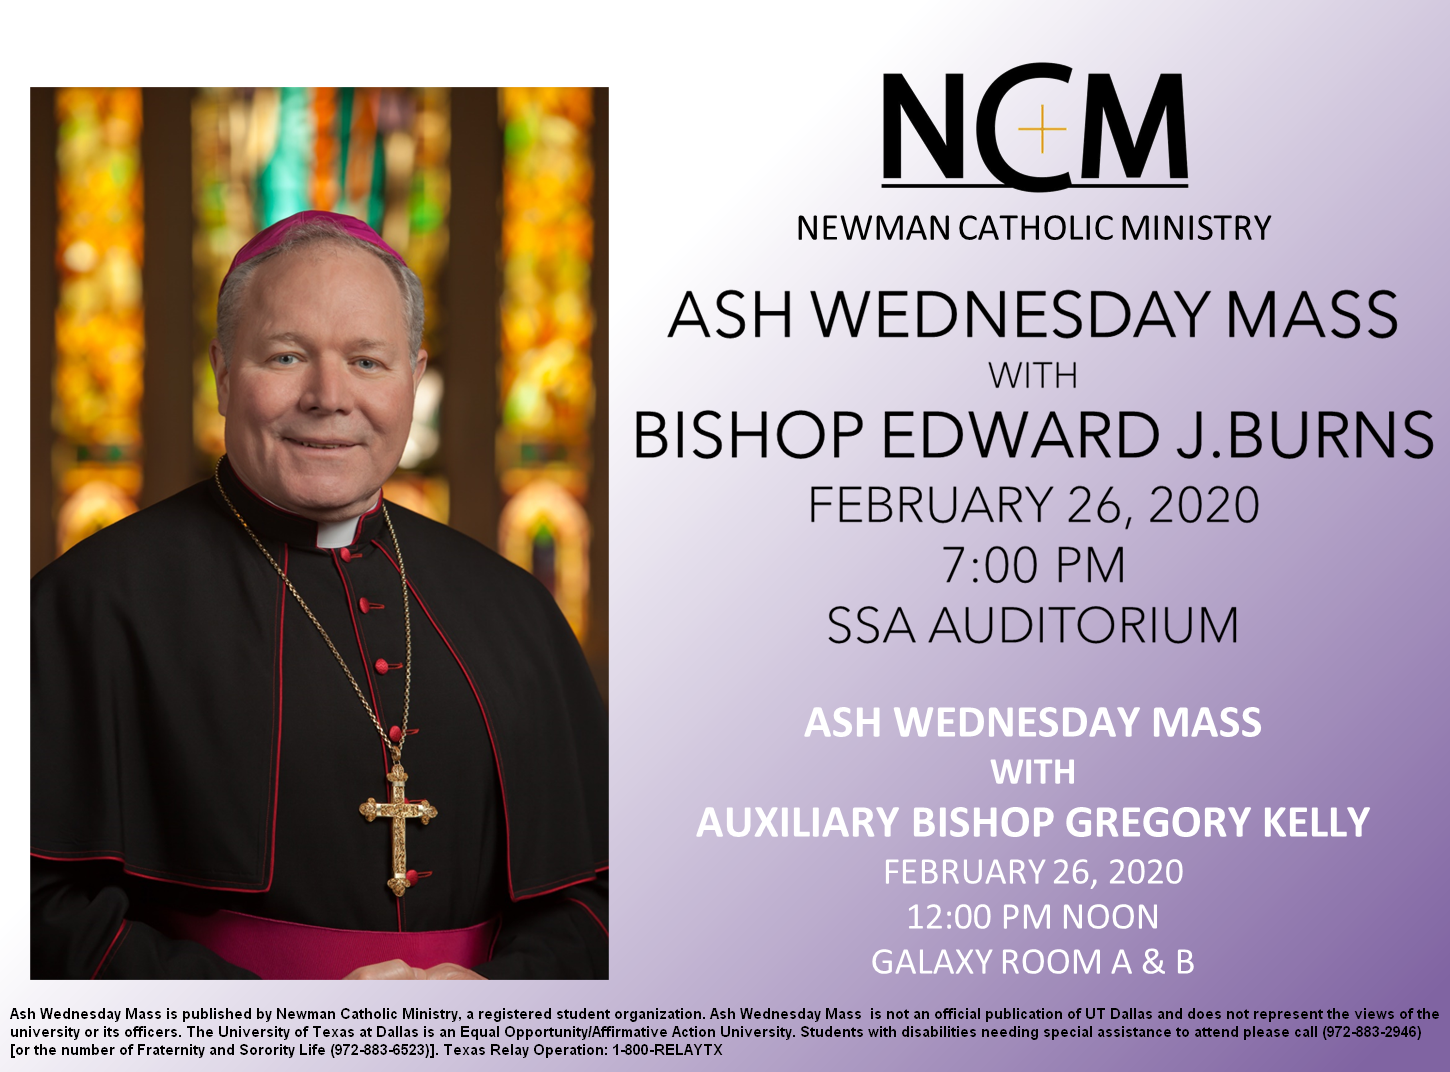 NCM
NEWMAN CATHOLIC MINISTRY
ASH WEDNESDAY MASS
WITH
BISHOP EDWARD J.BURNS
FEBRUARY 26, 2020
7:00 PM
SSA AUDITORIUM
ASH WEDNESDAY MASS
WITH
AUXILIARY BISHOP GREGORY KELLY
FEBRUARY 26, 2020
12:00 PM NOON
GALAXY ROOM A & B
Ash Wednesday Mass is published by Newman Catholic Ministry, a registered student organization. Ash Wednesday Mass is not an official publication of UT Dallas and does not represent the views of the
university or its officers. The University of Texas at Dallas is an Equal Opportunity/Affirmative Action University. Students with disabilities needing special assistance to attend please call (972-883-2946)
[or the number of Fraternity and Sorority Life (972-883-6523)]. Texas Relay Operation: 1-800-RELAYTX